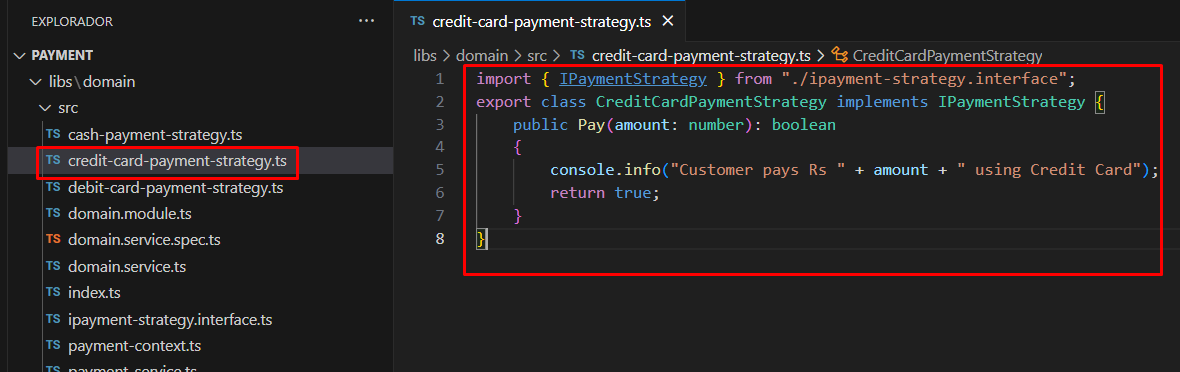 EXPLORADOR
PAYMENT
libs\domain
src
TS cash-payment-strategy.ts
TS credit-card-payment-strategy.ts
TS debit-card-payment-strategy.ts
TS domain.module.ts
TS domain.service.spec.ts
TS domain.service.ts
TS index.ts
TS ipayment-strategy.interface.ts
TS payment-context.ts
TS payment-service.ts
TS credit-card-payment-strategy.ts
libs > domain > src > TS credit-card-payment-strategy.ts > CreditCardPaymentStrategy
1 import { IPaymentStrategy } from "./ipayment-strategy.interface";
2 export class CreditCardPaymentStrategy implements IPaymentStrategy {
3 public Pay(amount: number): boolean
4 {
5 console.info("Customer pays Rs " + amount + " using Credit Card");
6 return true;
7 }
8 }